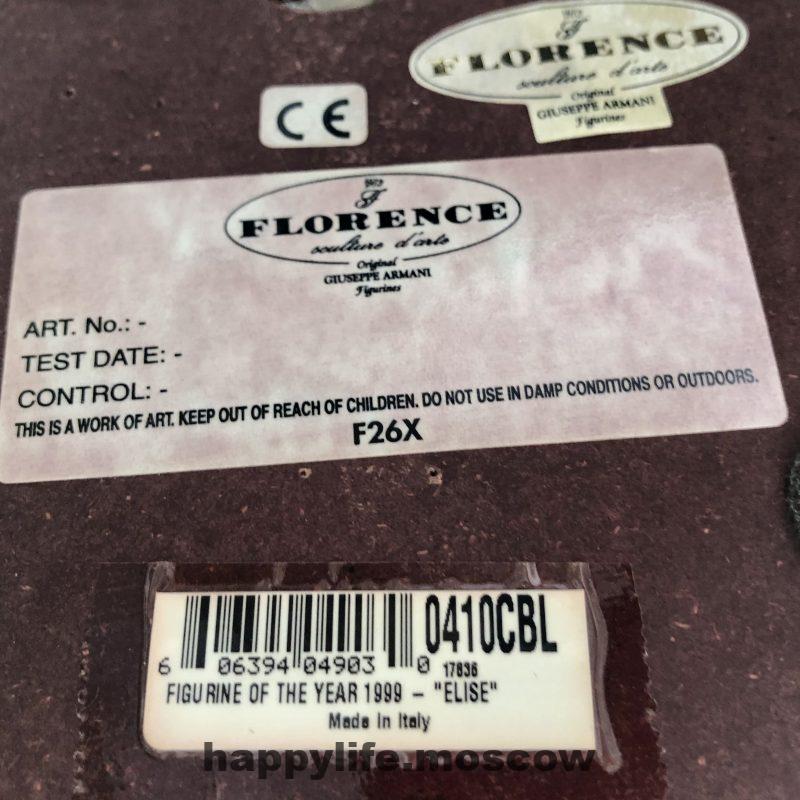 FLORENCE
sculture d'arte
Original
GIUSEPPE ARMANI
Figurines
CE
FLORENCE
sculture d'arte
Original
GIUSEPPE ARMANI
Figurines
ART. No.: -
TEST DATE: -
CONTROL: -
THIS IS A WORK OF ART. KEEP OUT OF REACH OF CHILDREN. DO NOT USE IN DAMP CONDITIONS OR OUTDOORS.
F26X
0410CBL
6 06394 04903 0 17836
FIGURINE OF THE YEAR 1999 – "ELISE"
Made in Italy
happylife.moscow